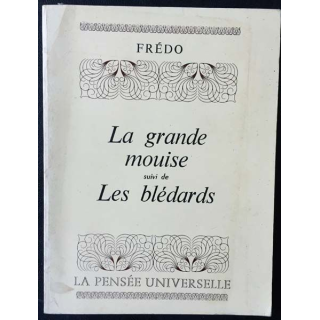 FRÉDO
La grande
mouise
suivi de
Les blédards
LA PENSÉE UNIVERSELLE